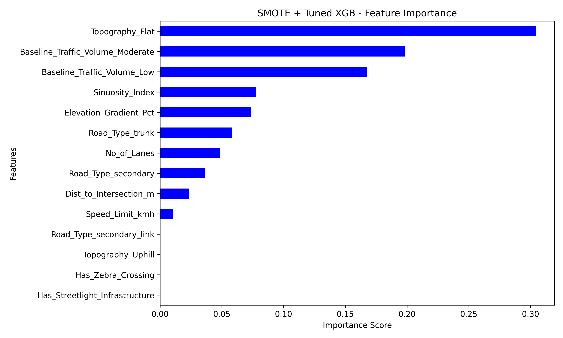 SMOTE + Tuned XGB - Feature Importance
Topography_Flat
Baseline_Traffic_Volume_Moderate
Baseline_Traffic_Volume_Low
Sinuosity_Index
Elevation_Gradient_Pct
Road_Type_trunk
No_of_Lanes
Road_Type_secondary
Dist_to_Intersection_m
Speed_Limit_kmh
Road_Type_secondary_link
Topography_Uphill
Has_Zebra_Crossing
Has_Streetlight_Infrastructure
Features
0.00 0.05 0.10 0.15 0.20 0.25 0.30
Importance Score